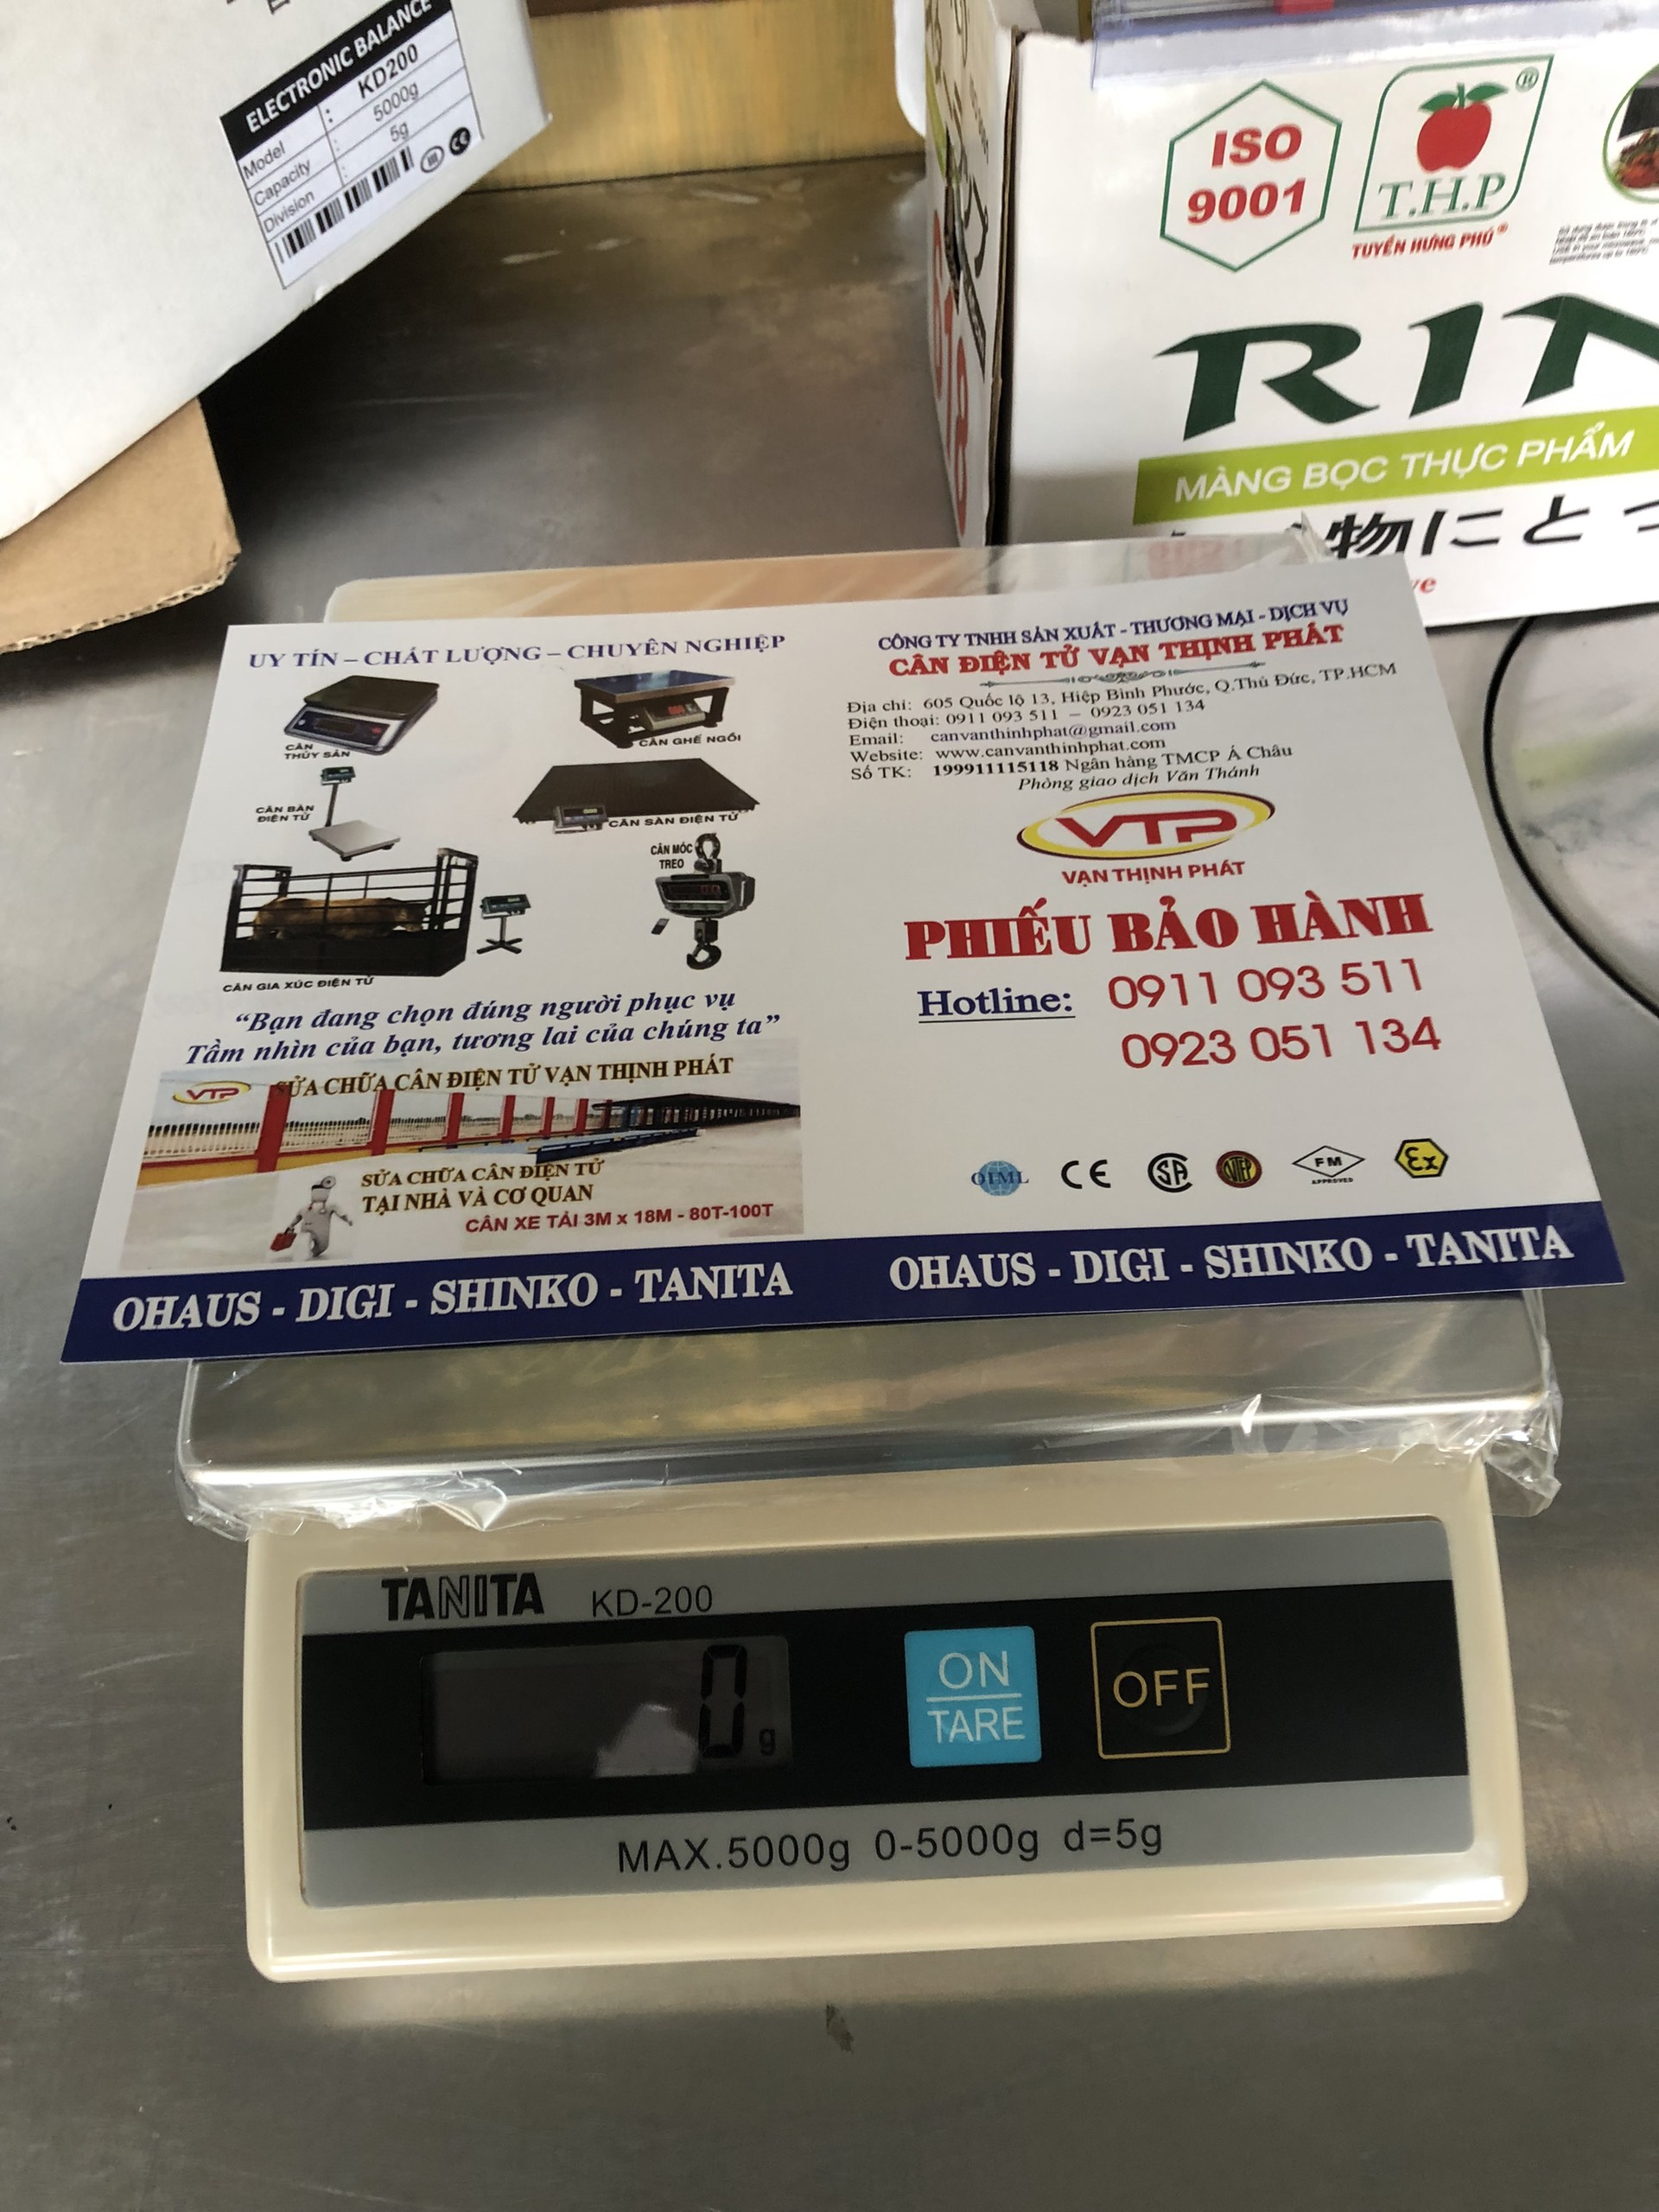 ELECTRONIC BALANCE
Model : KD200
Capacity : 5000g
Division : 5g
CE
ISO
9001
®
T.H.P
TUYỀN HƯNG PHÚ®
RIN
MÀNG BỌC THỰC PHẨM
物にとっ
UY TÍN – CHẤT LƯỢNG – CHUYÊN NGHIỆP
CÂN
THỦY SẢN
CÂN GHẾ NGỒI
CÂN BÀN
ĐIỆN TỬ
CÂN SÀN ĐIỆN TỬ
CÂN MÓC
TREO
CÂN GIA XÚC ĐIỆN TỬ
“Bạn đang chọn đúng người phục vụ
Tầm nhìn của bạn, tương lai của chúng ta”
VTP
SỬA CHỮA CÂN ĐIỆN TỬ VẠN THỊNH PHÁT
SỬA CHỮA CÂN ĐIỆN TỬ
TẠI NHÀ VÀ CƠ QUAN
CÂN XE TẢI 3M x 18M - 80T-100T
OHAUS - DIGI - SHINKO - TANITA
CÔNG TY TNHH SẢN XUẤT - THƯƠNG MẠI - DỊCH VỤ
CÂN ĐIỆN TỬ VẠN THỊNH PHÁT
Địa chỉ: 605 Quốc lộ 13, Hiệp Bình Phước, Q.Thủ Đức, TP.HCM
Điện thoại: 0911 093 511 – 0923 051 134
Email: canvanthinhphat@gmail.com
Website: www.canvanthinhphat.com
Số TK: 199911115118 Ngân hàng TMCP Á Châu
Phòng giao dịch Văn Thánh
VTP
VẠN THỊNH PHÁT
PHIẾU BẢO HÀNH
Hotline: 0911 093 511
0923 051 134
OIML CE SA NTEP FM APPROVED Ex
OHAUS - DIGI - SHINKO - TANITA
TANITA KD-200
0 g
ON
TARE
OFF
MAX.5000g 0-5000g d=5g